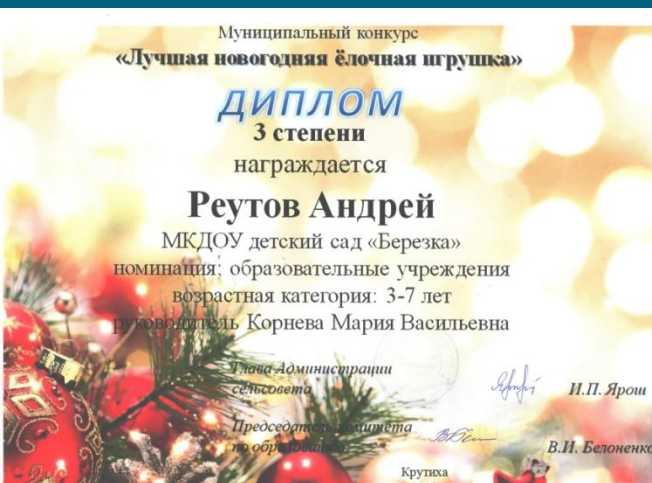 Муниципальный конкурс
«Лучшая новогодняя ёлочная игрушка»
ДИПЛОМ
3 степени
награждается
Реутов Андрей
МКДОУ детский сад «Березка»
номинация: образовательные учреждения
возрастная категория: 3-7 лет
руководитель Корнева Мария Васильевна
Глава Администрации
сельсовета
И.П. Ярош
Председатель комитета
по образованию
В.И. Белоненко
Крутиха